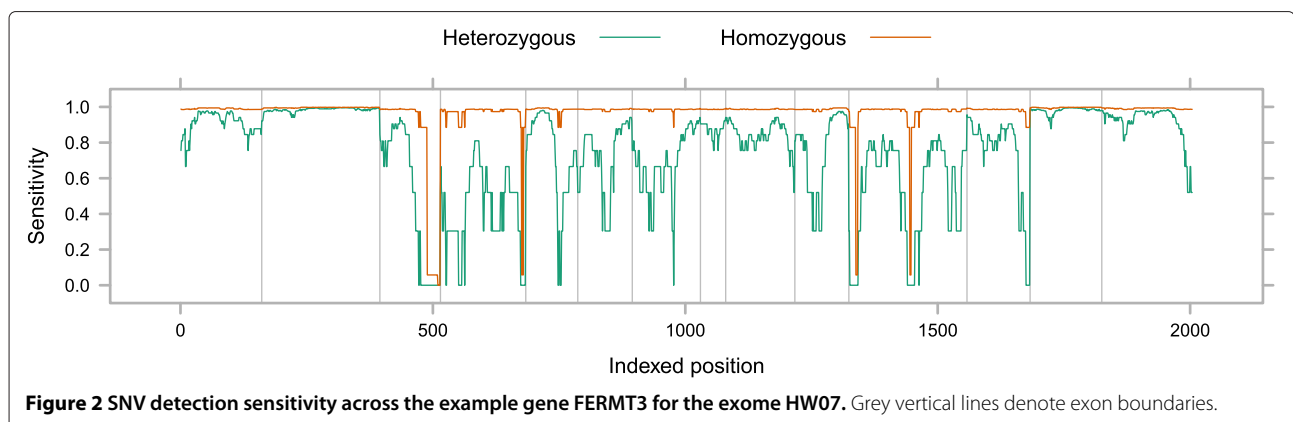 Heterozygous Homozygous
1.0
0.8
0.6
0.4
0.2
0.0
Sensitivity
0 500 1000 1500 2000
Indexed position
Figure 2 SNV detection sensitivity across the example gene FERMT3 for the exome HW07. Grey vertical lines denote exon boundaries.